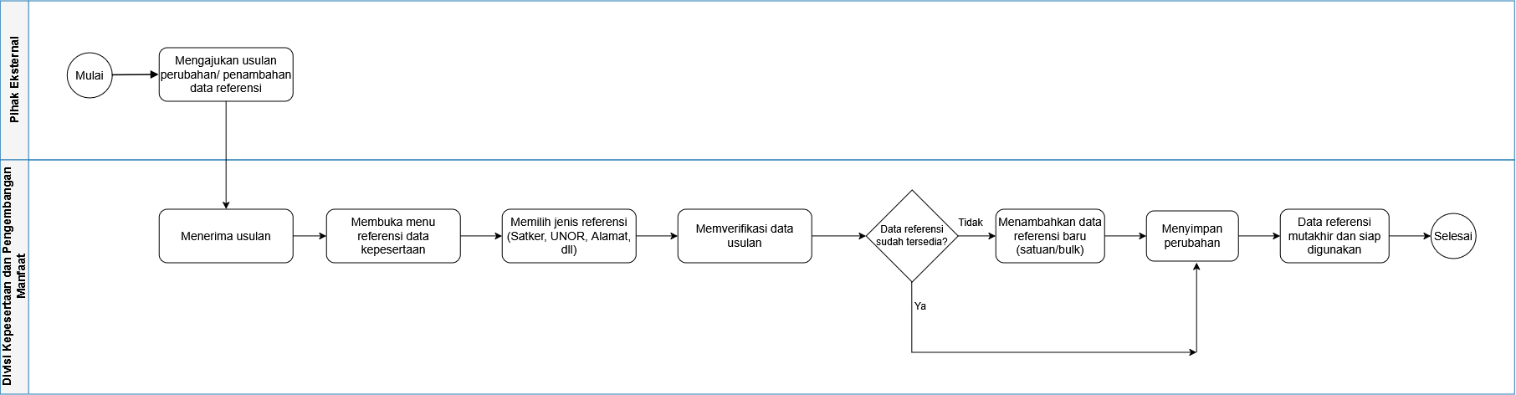 Pihak Eksternal
Mulai
Mengajukan usulan
perubahan/ penambahan
data referensi
Divisi Kepesertaan dan Pengembangan
Manfaat
Menerima usulan
Membuka menu
referensi data
kepesertaan
Memilih jenis referensi
(Satker, UNOR, Alamat,
dll)
Memverifikasi data
usulan
Data referensi
sudah tersedia?
Tidak
Ya
Menambahkan data
referensi baru
(satuan/bulk)
Menyimpan
perubahan
Data referensi
mutakhir dan siap
digunakan
Selesai